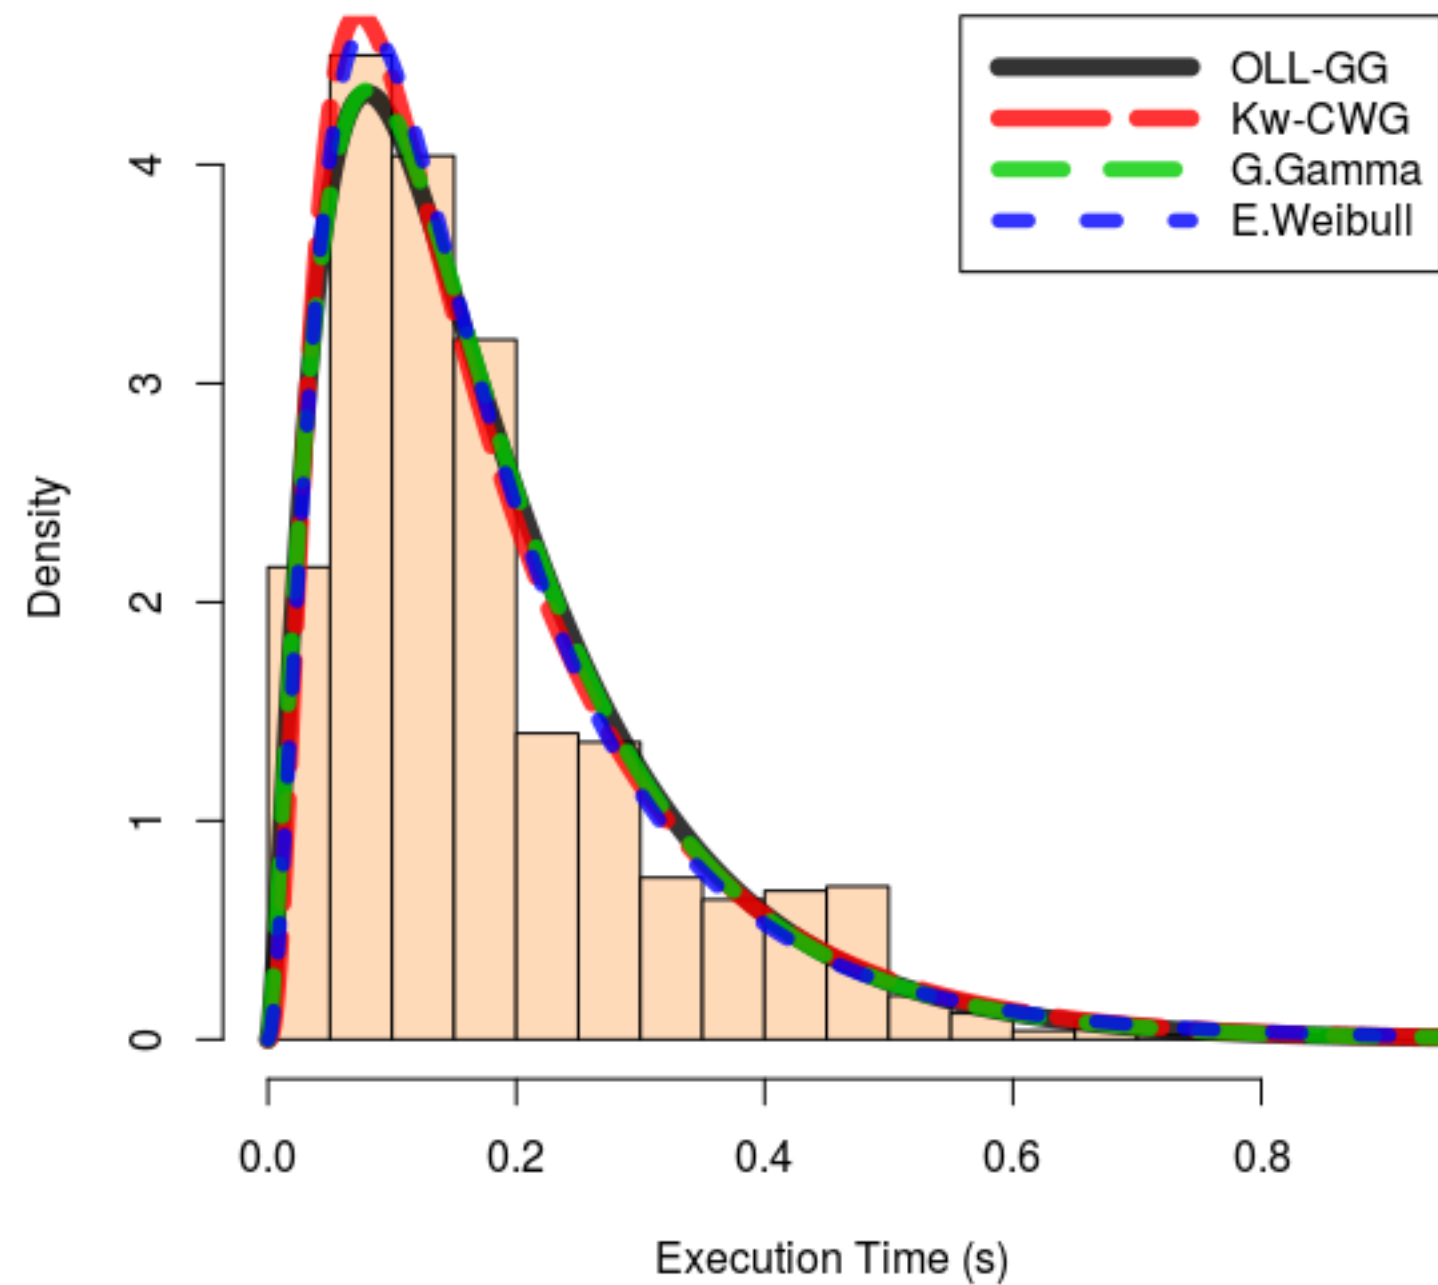 OLL-GG
Kw-CWG
G.Gamma
E.Weibull
Density
4
3
2
1
0
0.0 0.2 0.4 0.6 0.8
Execution Time (s)